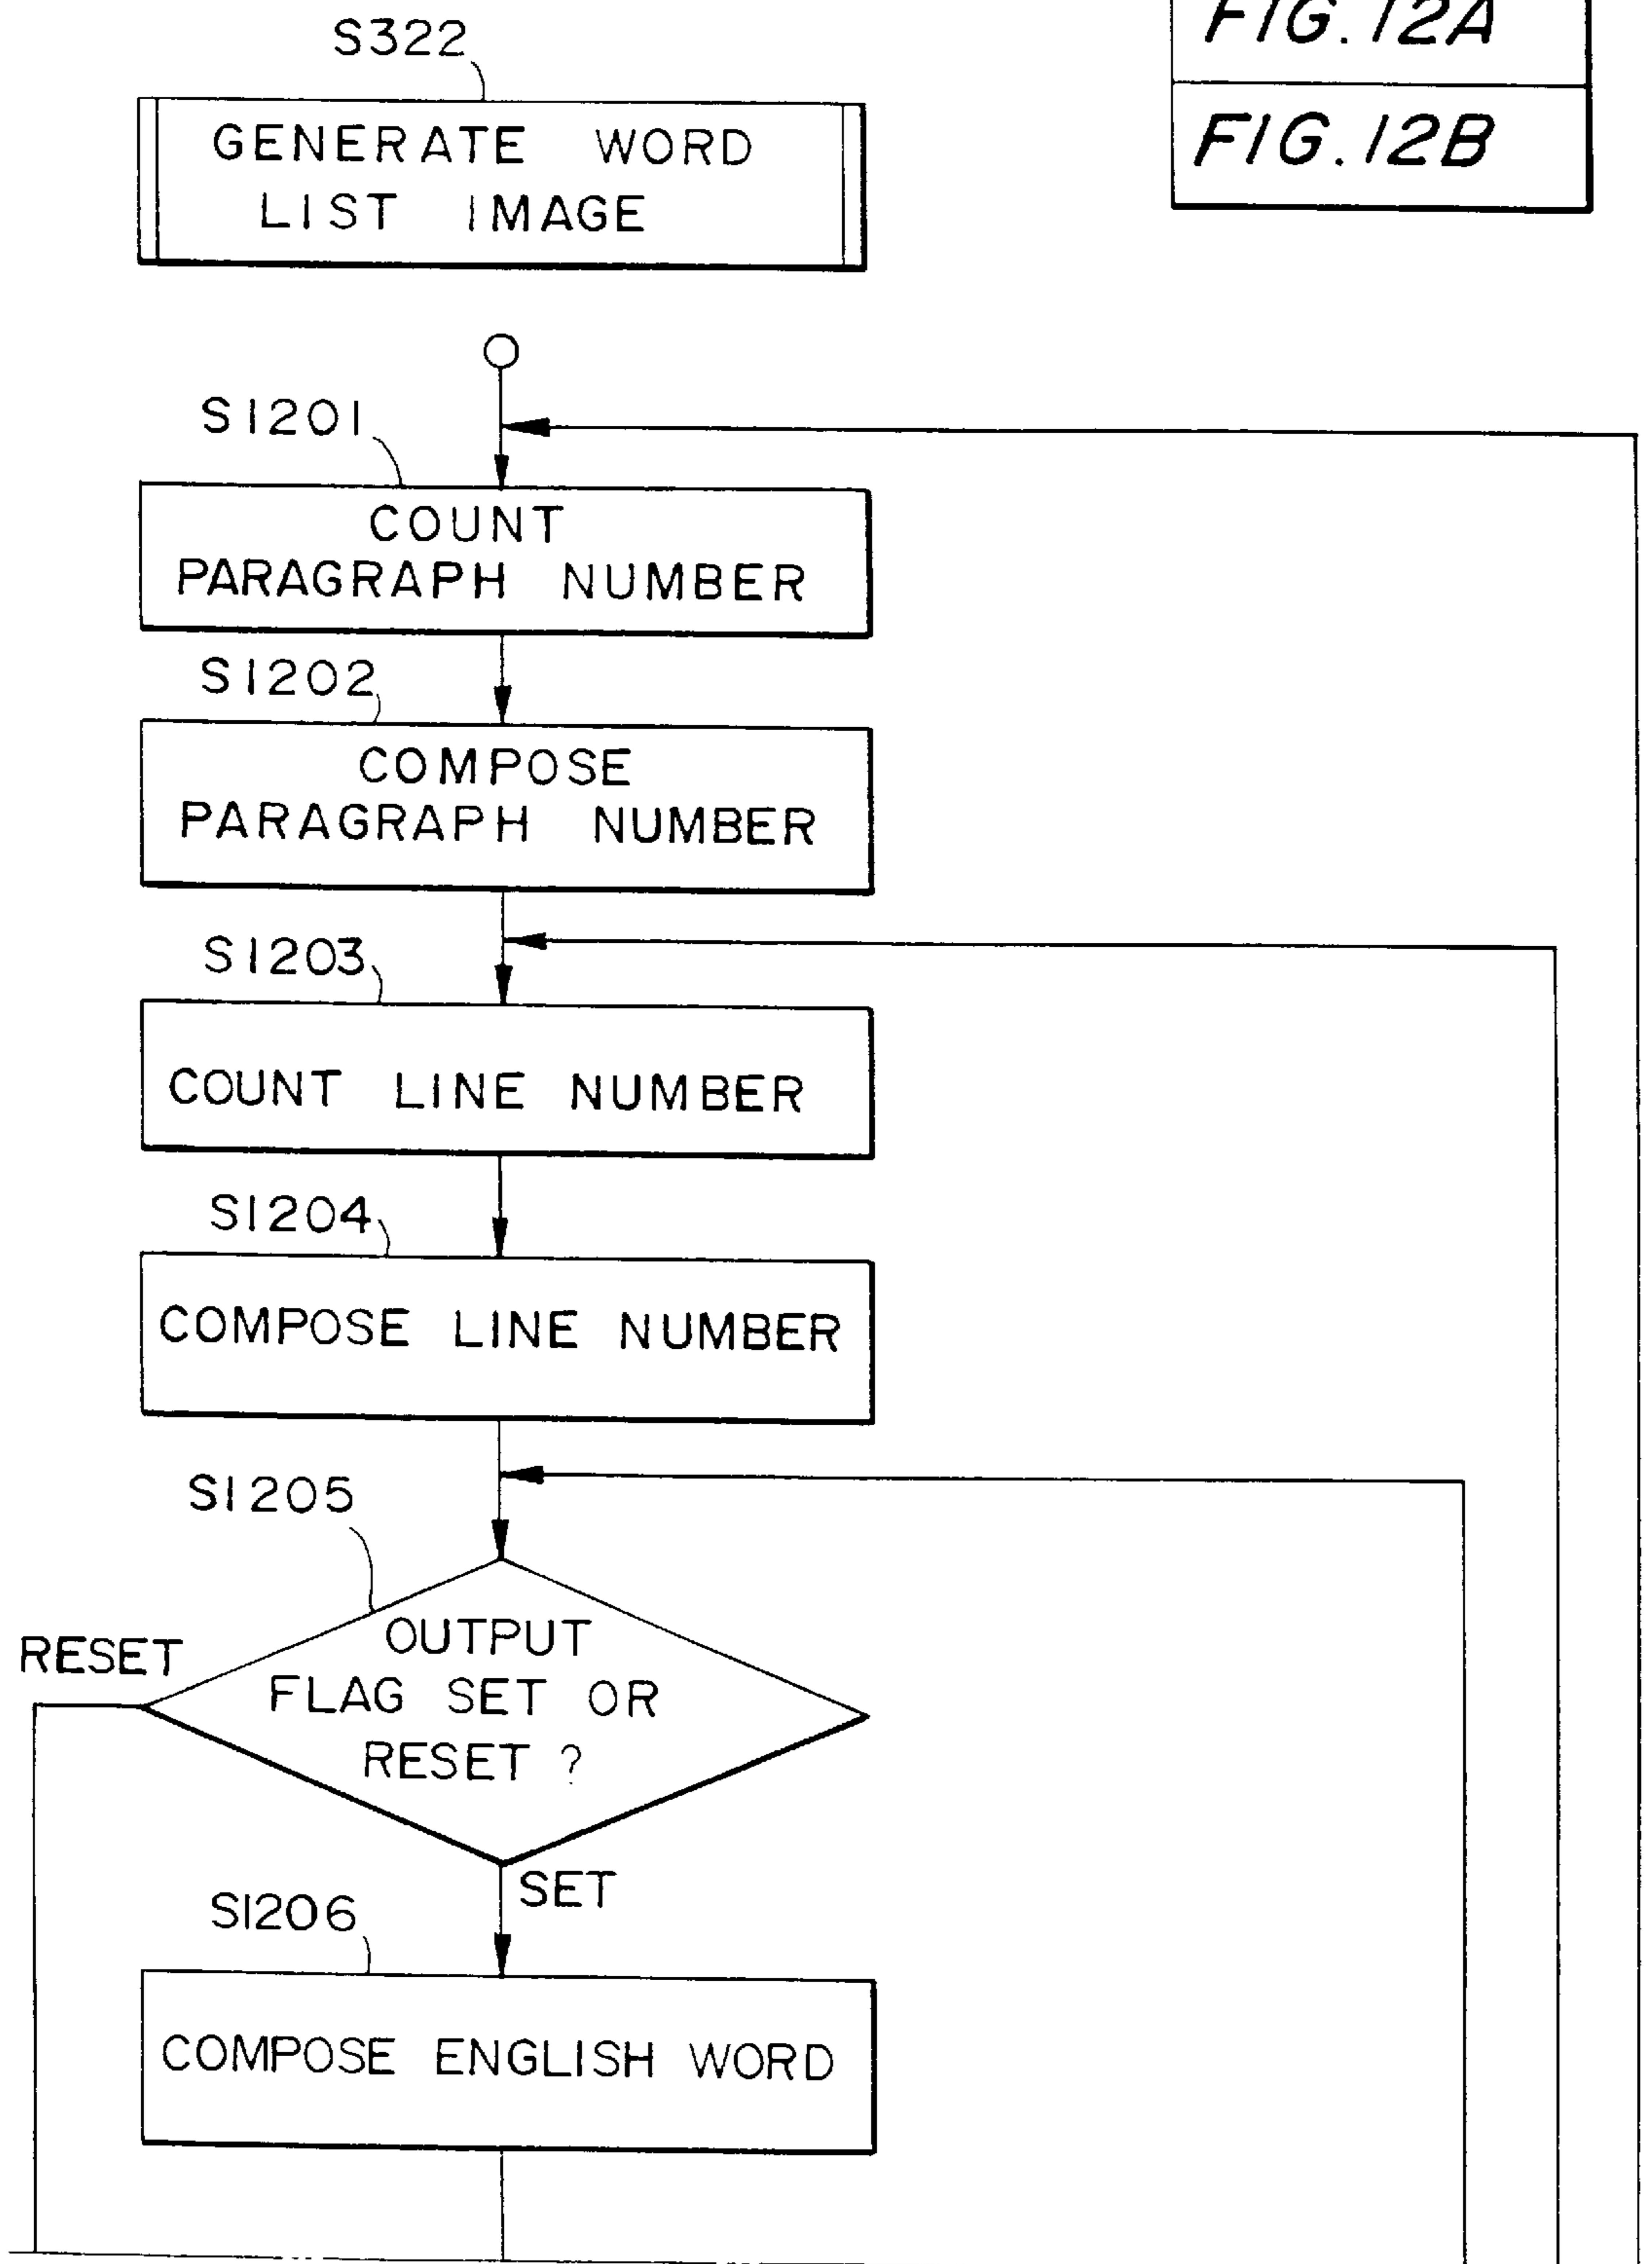 FIG. 12A
FIG. 12B
S322
GENERATE WORD
LIST IMAGE
S1201
COUNT
PARAGRAPH NUMBER
S1202
COMPOSE
PARAGRAPH NUMBER
S1203
COUNT LINE NUMBER
S1204
COMPOSE LINE NUMBER
S1205
OUTPUT
FLAG SET OR
RESET ?
RESET
SET
S1206
COMPOSE ENGLISH WORD